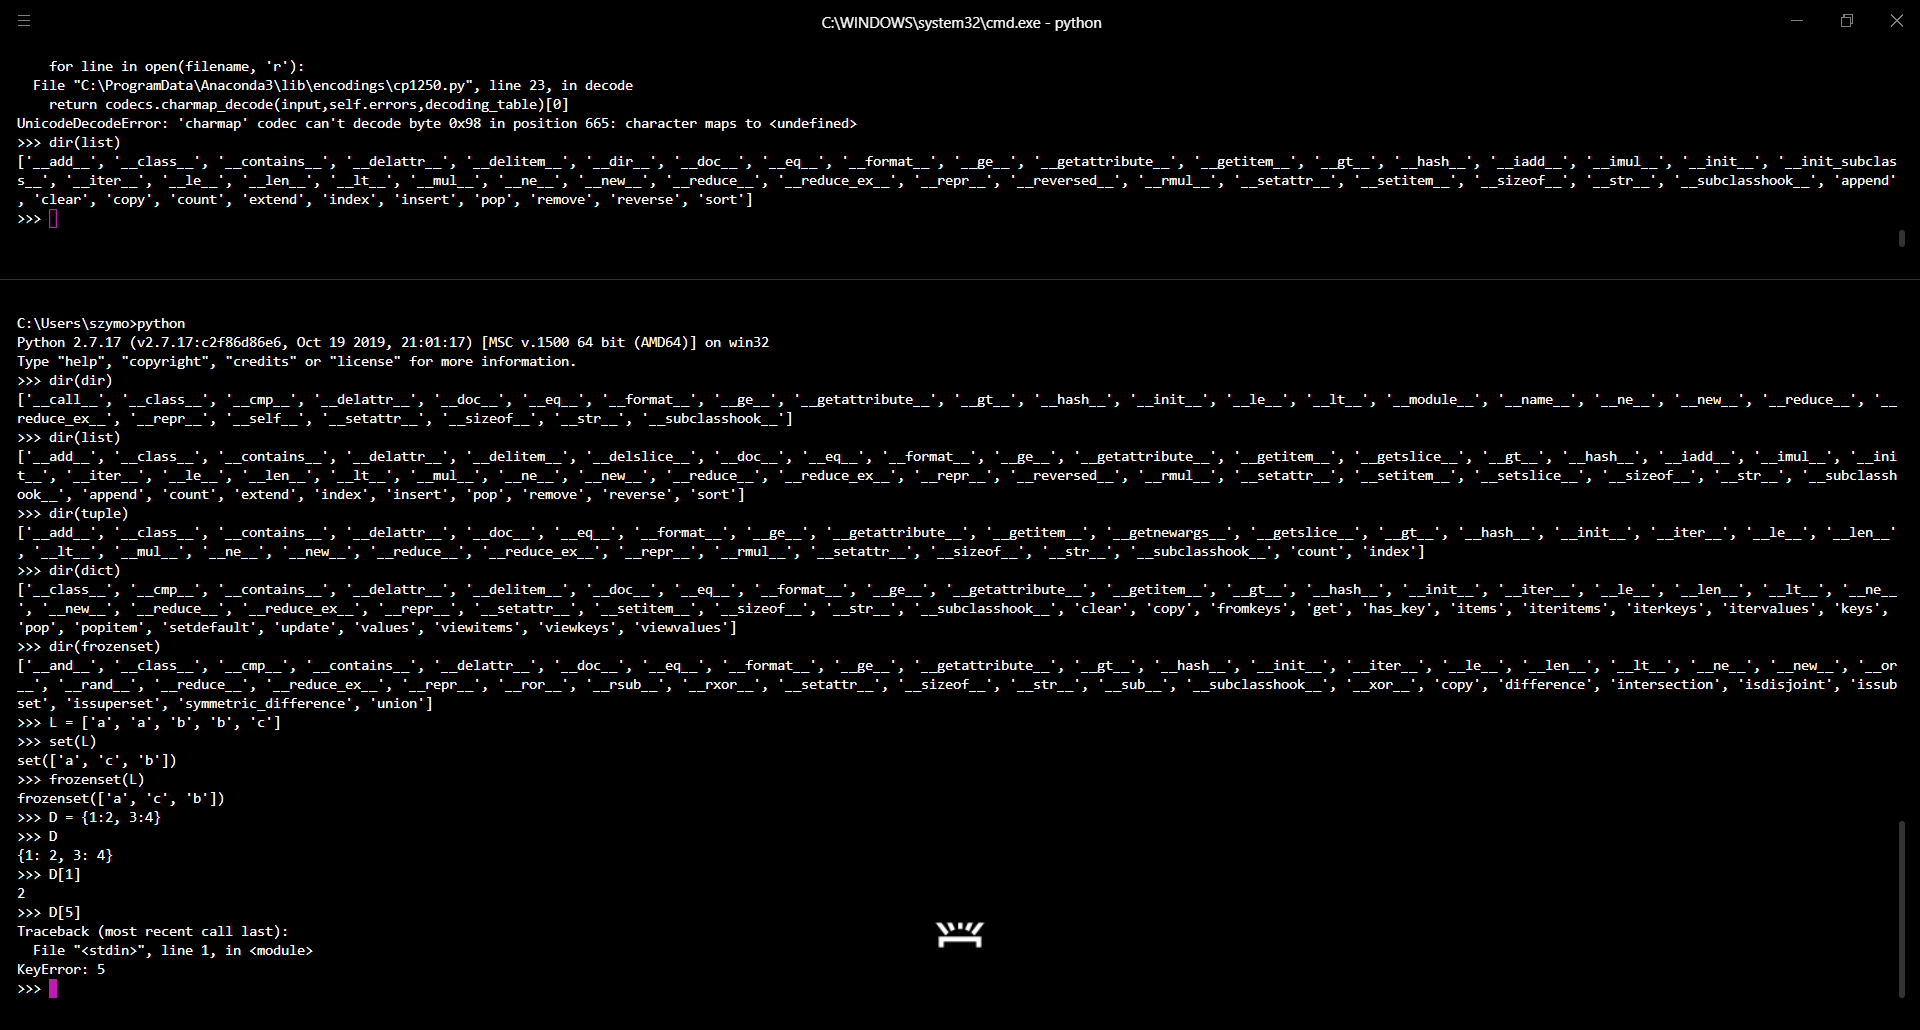 C:\WINDOWS\system32\cmd.exe - python
    for line in open(filename, 'r'):
  File "C:\ProgramData\Anaconda3\lib\encodings\cp1250.py", line 23, in decode
    return codecs.charmap_decode(input,self.errors,decoding_table)[0]
UnicodeDecodeError: 'charmap' codec can't decode byte 0x98 in position 665: character maps to <undefined>
>>> dir(list)
['__add__', '__class__', '__contains__', '__delattr__', '__delitem__', '__dir__', '__doc__', '__eq__', '__format__', '__ge__', '__getattribute__', '__getitem__', '__gt__', '__hash__', '__iadd__', '__imul__', '__init__', '__init_subclas
s__', '__iter__', '__le__', '__len__', '__lt__', '__mul__', '__ne__', '__new__', '__reduce__', '__reduce_ex__', '__repr__', '__reversed__', '__rmul__', '__setattr__', '__setitem__', '__sizeof__', '__str__', '__subclasshook__', 'append'
, 'clear', 'copy', 'count', 'extend', 'index', 'insert', 'pop', 'remove', 'reverse', 'sort']
>>>
C:\Users\szymo>python
Python 2.7.17 (v2.7.17:c2f86d86e6, Oct 19 2019, 21:01:17) [MSC v.1500 64 bit (AMD64)] on win32
Type "help", "copyright", "credits" or "license" for more information.
>>> dir(dir)
['__call__', '__class__', '__cmp__', '__delattr__', '__doc__', '__eq__', '__format__', '__ge__', '__getattribute__', '__gt__', '__hash__', '__init__', '__le__', '__lt__', '__module__', '__name__', '__ne__', '__new__', '__reduce__', '__
reduce_ex__', '__repr__', '__self__', '__setattr__', '__sizeof__', '__str__', '__subclasshook__']
>>> dir(list)
['__add__', '__class__', '__contains__', '__delattr__', '__delitem__', '__delslice__', '__doc__', '__eq__', '__format__', '__ge__', '__getattribute__', '__getitem__', '__getslice__', '__gt__', '__hash__', '__iadd__', '__imul__', '__ini
t__', '__iter__', '__le__', '__len__', '__lt__', '__mul__', '__ne__', '__new__', '__reduce__', '__reduce_ex__', '__repr__', '__reversed__', '__rmul__', '__setattr__', '__setitem__', '__setslice__', '__sizeof__', '__str__', '__subclassh
ook__', 'append', 'count', 'extend', 'index', 'insert', 'pop', 'remove', 'reverse', 'sort']
>>> dir(tuple)
['__add__', '__class__', '__contains__', '__delattr__', '__doc__', '__eq__', '__format__', '__ge__', '__getattribute__', '__getitem__', '__getnewargs__', '__getslice__', '__gt__', '__hash__', '__init__', '__iter__', '__le__', '__len__'
, '__lt__', '__mul__', '__ne__', '__new__', '__reduce__', '__reduce_ex__', '__repr__', '__rmul__', '__setattr__', '__sizeof__', '__str__', '__subclasshook__', 'count', 'index']
>>> dir(dict)
['__class__', '__cmp__', '__contains__', '__delattr__', '__delitem__', '__doc__', '__eq__', '__format__', '__ge__', '__getattribute__', '__getitem__', '__gt__', '__hash__', '__init__', '__iter__', '__le__', '__len__', '__lt__', '__ne__
', '__new__', '__reduce__', '__reduce_ex__', '__repr__', '__setattr__', '__setitem__', '__sizeof__', '__str__', '__subclasshook__', 'clear', 'copy', 'fromkeys', 'get', 'has_key', 'items', 'iteritems', 'iterkeys', 'itervalues', 'keys',
'pop', 'popitem', 'setdefault', 'update', 'values', 'viewitems', 'viewkeys', 'viewvalues']
>>> dir(frozenset)
['__and__', '__class__', '__cmp__', '__contains__', '__delattr__', '__doc__', '__eq__', '__format__', '__ge__', '__getattribute__', '__gt__', '__hash__', '__init__', '__iter__', '__le__', '__len__', '__lt__', '__ne__', '__new__', '__or
__', '__rand__', '__reduce__', '__reduce_ex__', '__repr__', '__ror__', '__rsub__', '__rxor__', '__setattr__', '__sizeof__', '__str__', '__sub__', '__subclasshook__', '__xor__', 'copy', 'difference', 'intersection', 'isdisjoint', 'issub
set', 'issuperset', 'symmetric_difference', 'union']
>>> L = ['a', 'a', 'b', 'b', 'c']
>>> set(L)
set(['a', 'c', 'b'])
>>> frozenset(L)
frozenset(['a', 'c', 'b'])
>>> D = {1:2, 3:4}
>>> D
{1: 2, 3: 4}
>>> D[1]
2
>>> D[5]
Traceback (most recent call last):
  File "<stdin>", line 1, in <module>
KeyError: 5
>>>